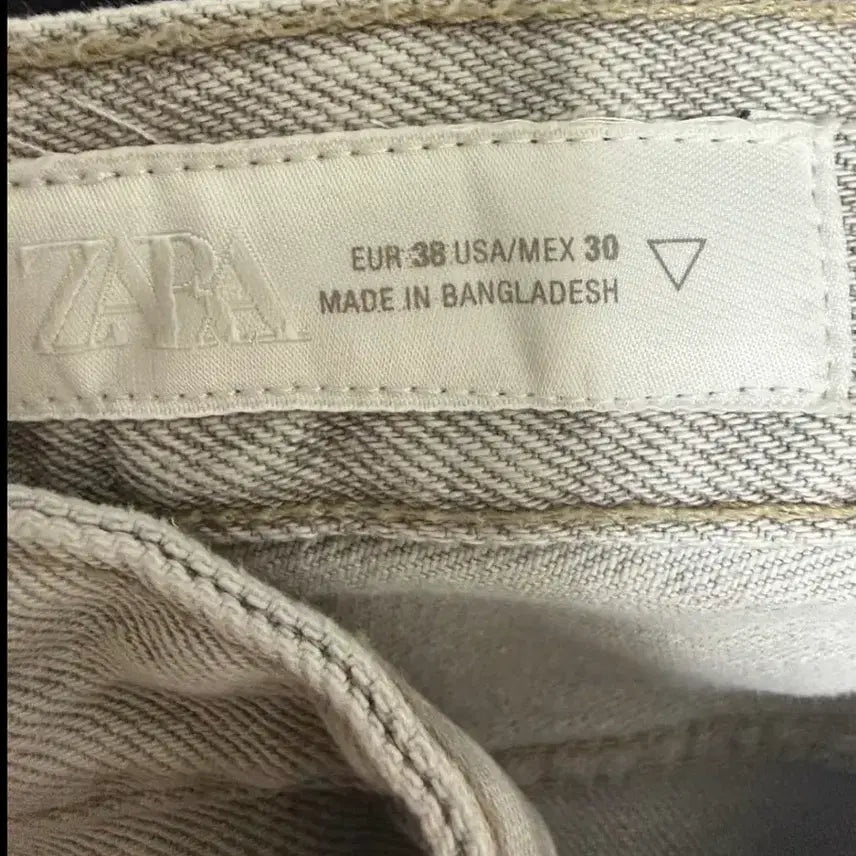 ZARA
EUR 38 USA/MEX 30
MADE IN BANGLADESH